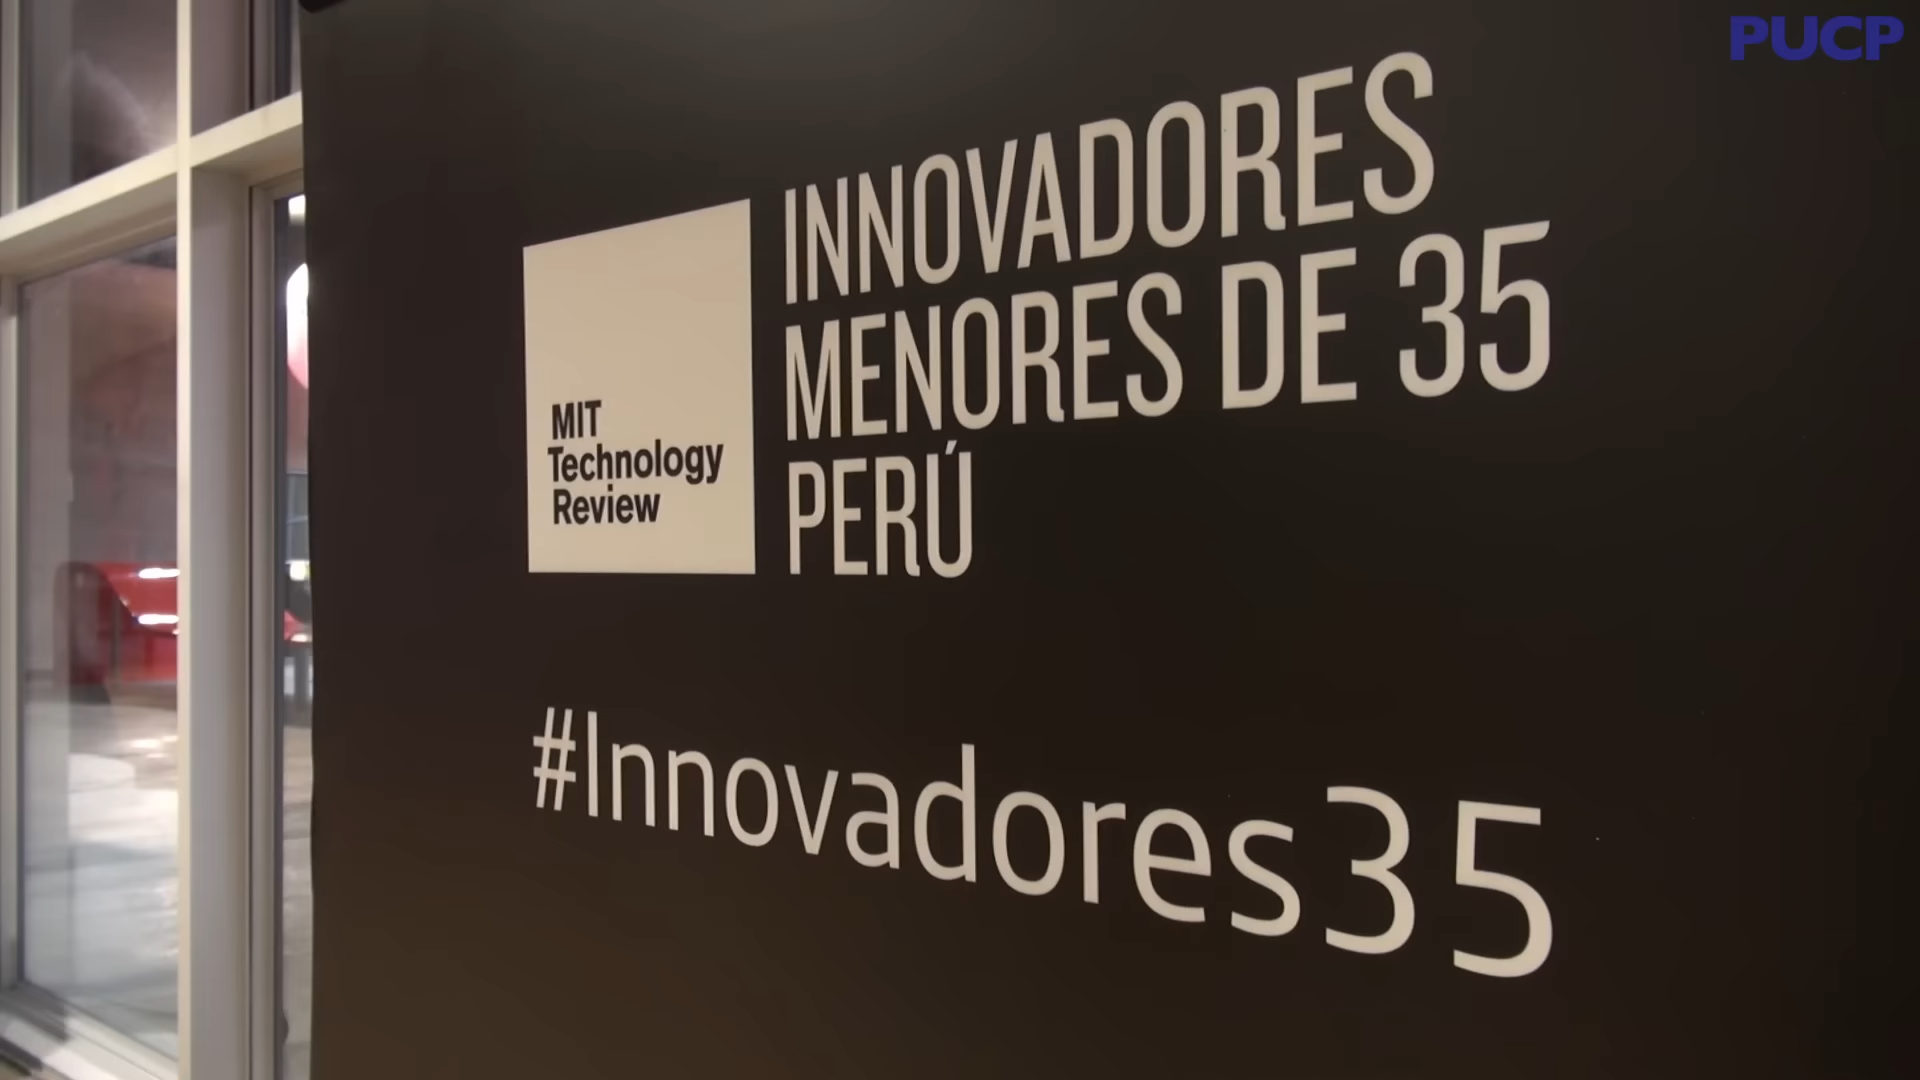 PUCP
MIT
Technology
Review
INNOVADORES
MENORES DE 35
PERÚ
#Innovadores35